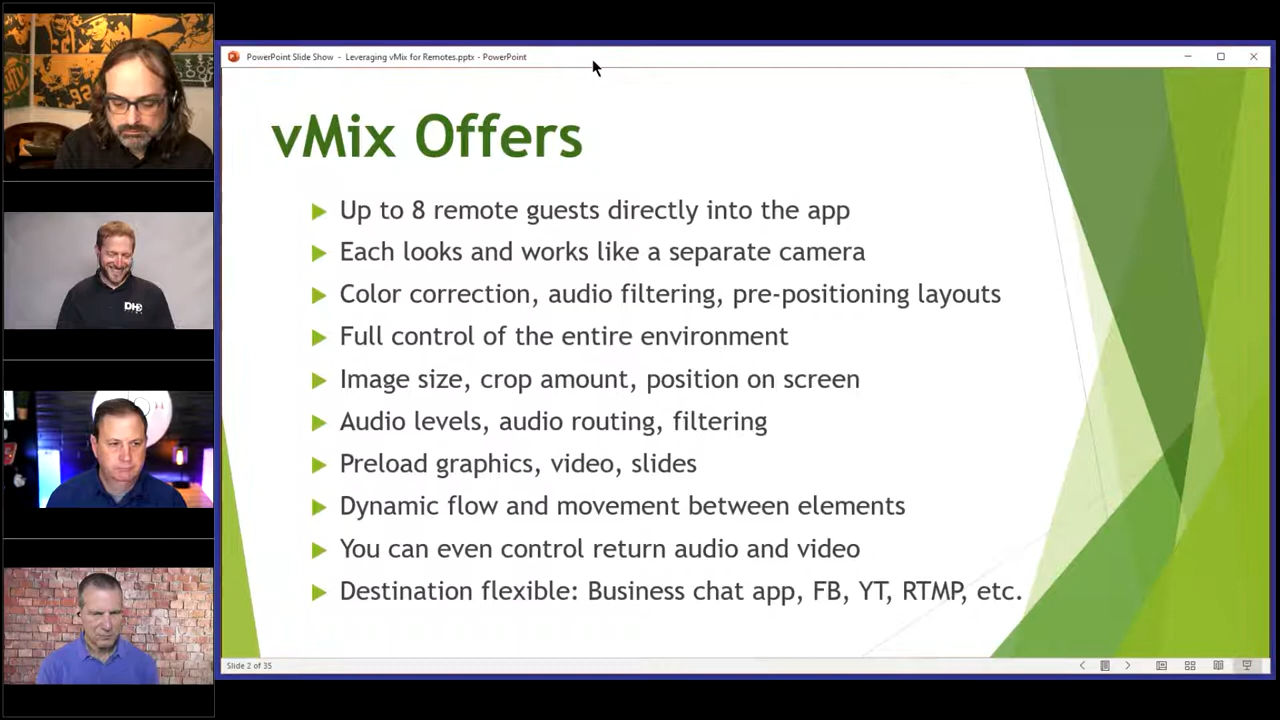 PowerPoint Slide Show - Leveraging vMix for Remotes.pptx - PowerPoint
vMix Offers
Up to 8 remote guests directly into the app
Each looks and works like a separate camera
Color correction, audio filtering, pre-positioning layouts
Full control of the entire environment
Image size, crop amount, position on screen
Audio levels, audio routing, filtering
Preload graphics, video, slides
Dynamic flow and movement between elements
You can even control return audio and video
Destination flexible: Business chat app, FB, YT, RTMP, etc.
Slide 2 of 35